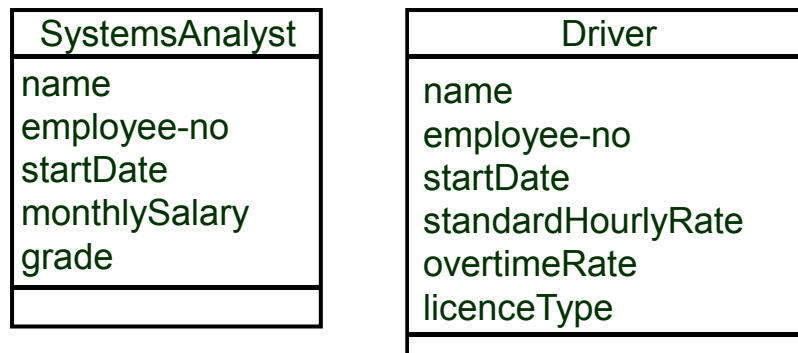 SystemsAnalyst
name
employee-no
startDate
monthlySalary
grade
Driver
name
employee-no
startDate
standardHourlyRate
overtimeRate
licenceType